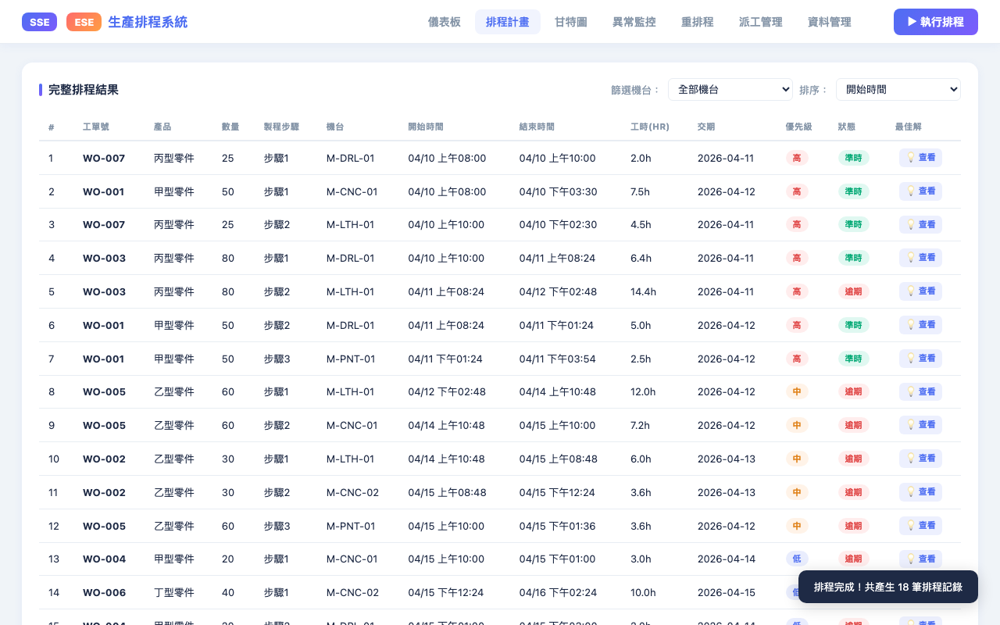 SSE ESE 生產排程系統 儀表板 排程計畫 甘特圖 異常監控 重排程 派工管理 資料管理 ▶ 執行排程
完整排程結果 篩選機台： 全部機台 排序： 開始時間
# 工單號 產品 數量 製程步驟 機台 開始時間 結束時間 工時(HR) 交期 優先級 狀態 最佳解
1 WO-007 丙型零件 25 步驟1 M-DRL-01 04/10 上午08:00 04/10 上午10:00 2.0h 2026-04-11 高 準時 💡 查看
2 WO-001 甲型零件 50 步驟1 M-CNC-01 04/10 上午08:00 04/10 下午03:30 7.5h 2026-04-12 高 準時 💡 查看
3 WO-007 丙型零件 25 步驟2 M-LTH-01 04/10 上午10:00 04/10 下午02:30 4.5h 2026-04-11 高 準時 💡 查看
4 WO-003 丙型零件 80 步驟1 M-DRL-01 04/10 上午10:00 04/11 上午08:24 6.4h 2026-04-11 高 準時 💡 查看
5 WO-003 丙型零件 80 步驟2 M-LTH-01 04/11 上午08:24 04/12 下午02:48 14.4h 2026-04-11 高 逾期 💡 查看
6 WO-001 甲型零件 50 步驟2 M-DRL-01 04/11 上午08:24 04/11 下午01:24 5.0h 2026-04-12 高 準時 💡 查看
7 WO-001 甲型零件 50 步驟3 M-PNT-01 04/11 下午01:24 04/11 下午03:54 2.5h 2026-04-12 高 準時 💡 查看
8 WO-005 乙型零件 60 步驟1 M-LTH-01 04/12 下午02:48 04/14 上午10:48 12.0h 2026-04-12 中 逾期 💡 查看
9 WO-005 乙型零件 60 步驟2 M-CNC-01 04/14 上午10:48 04/15 上午10:00 7.2h 2026-04-12 中 逾期 💡 查看
10 WO-002 乙型零件 30 步驟1 M-LTH-01 04/14 上午10:48 04/15 上午08:48 6.0h 2026-04-13 中 逾期 💡 查看
11 WO-002 乙型零件 30 步驟2 M-CNC-02 04/15 上午08:48 04/15 下午12:24 3.6h 2026-04-13 中 逾期 💡 查看
12 WO-005 乙型零件 60 步驟3 M-PNT-01 04/15 上午10:00 04/15 下午01:36 3.6h 2026-04-12 中 逾期 💡 查看
13 WO-004 甲型零件 20 步驟1 M-CNC-01 04/15 上午10:00 04/15 下午01:00 3.0h 2026-04-14 低 逾期 💡 查看
14 WO-006 丁型零件 40 步驟1 M-CNC-02 04/15 下午12:24 04/16 下午02:24 10.0h 2026-04-15
排程完成！共產生 18 筆排程記錄